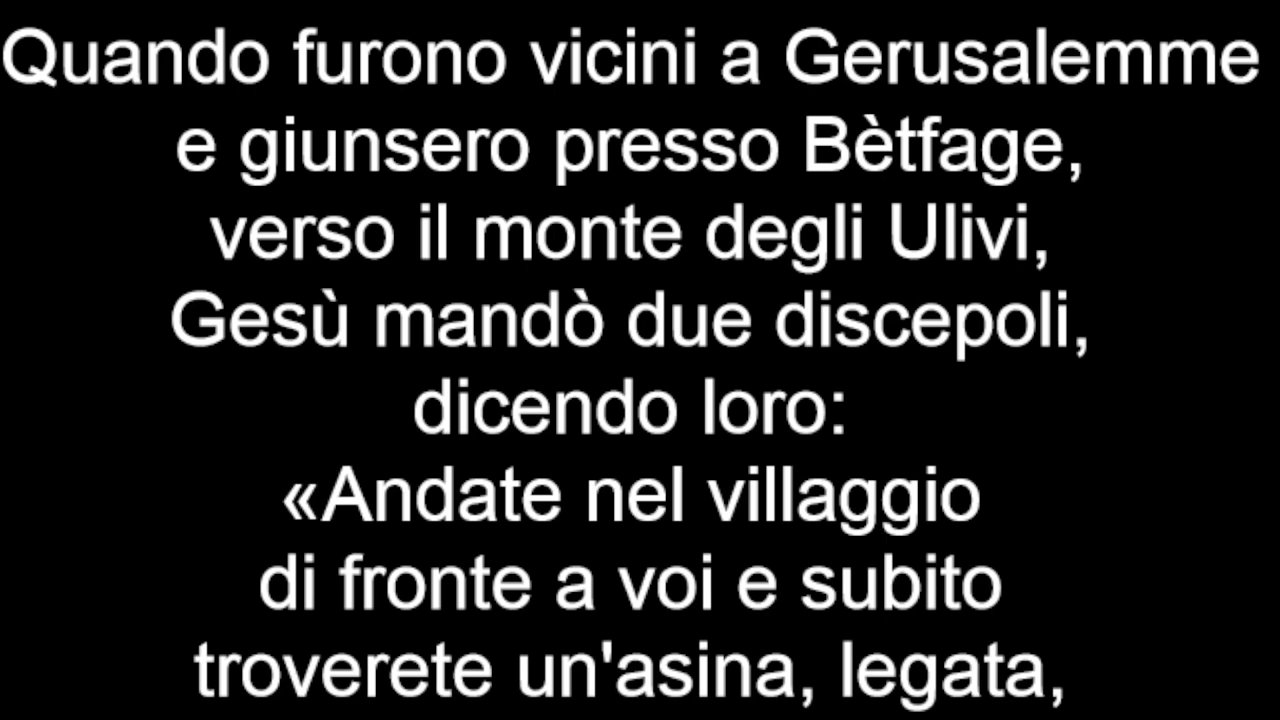 Quando furono vicini a Gerusalemme
e giunsero presso Bètfage,
verso il monte degli Ulivi,
Gesù mandò due discepoli,
dicendo loro:
«Andate nel villaggio
di fronte a voi e subito
troverete un'asina, legata,